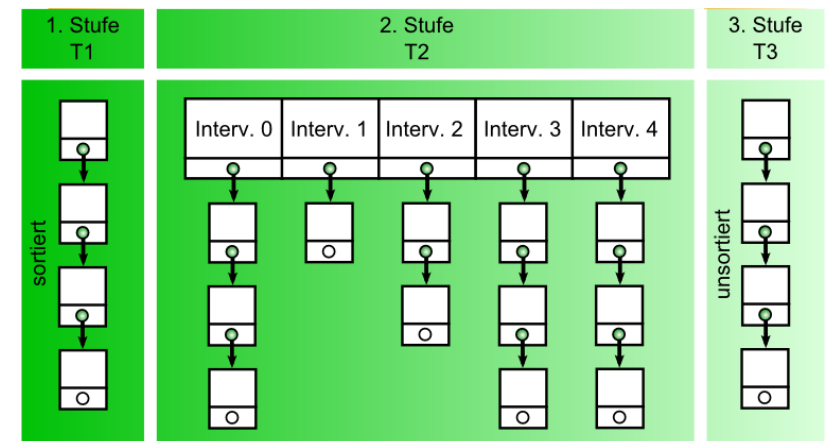 1. Stufe
T1
2. Stufe
T2
3. Stufe
T3
sortiert
Interv. 0
Interv. 1
Interv. 2
Interv. 3
Interv. 4
unsortiert